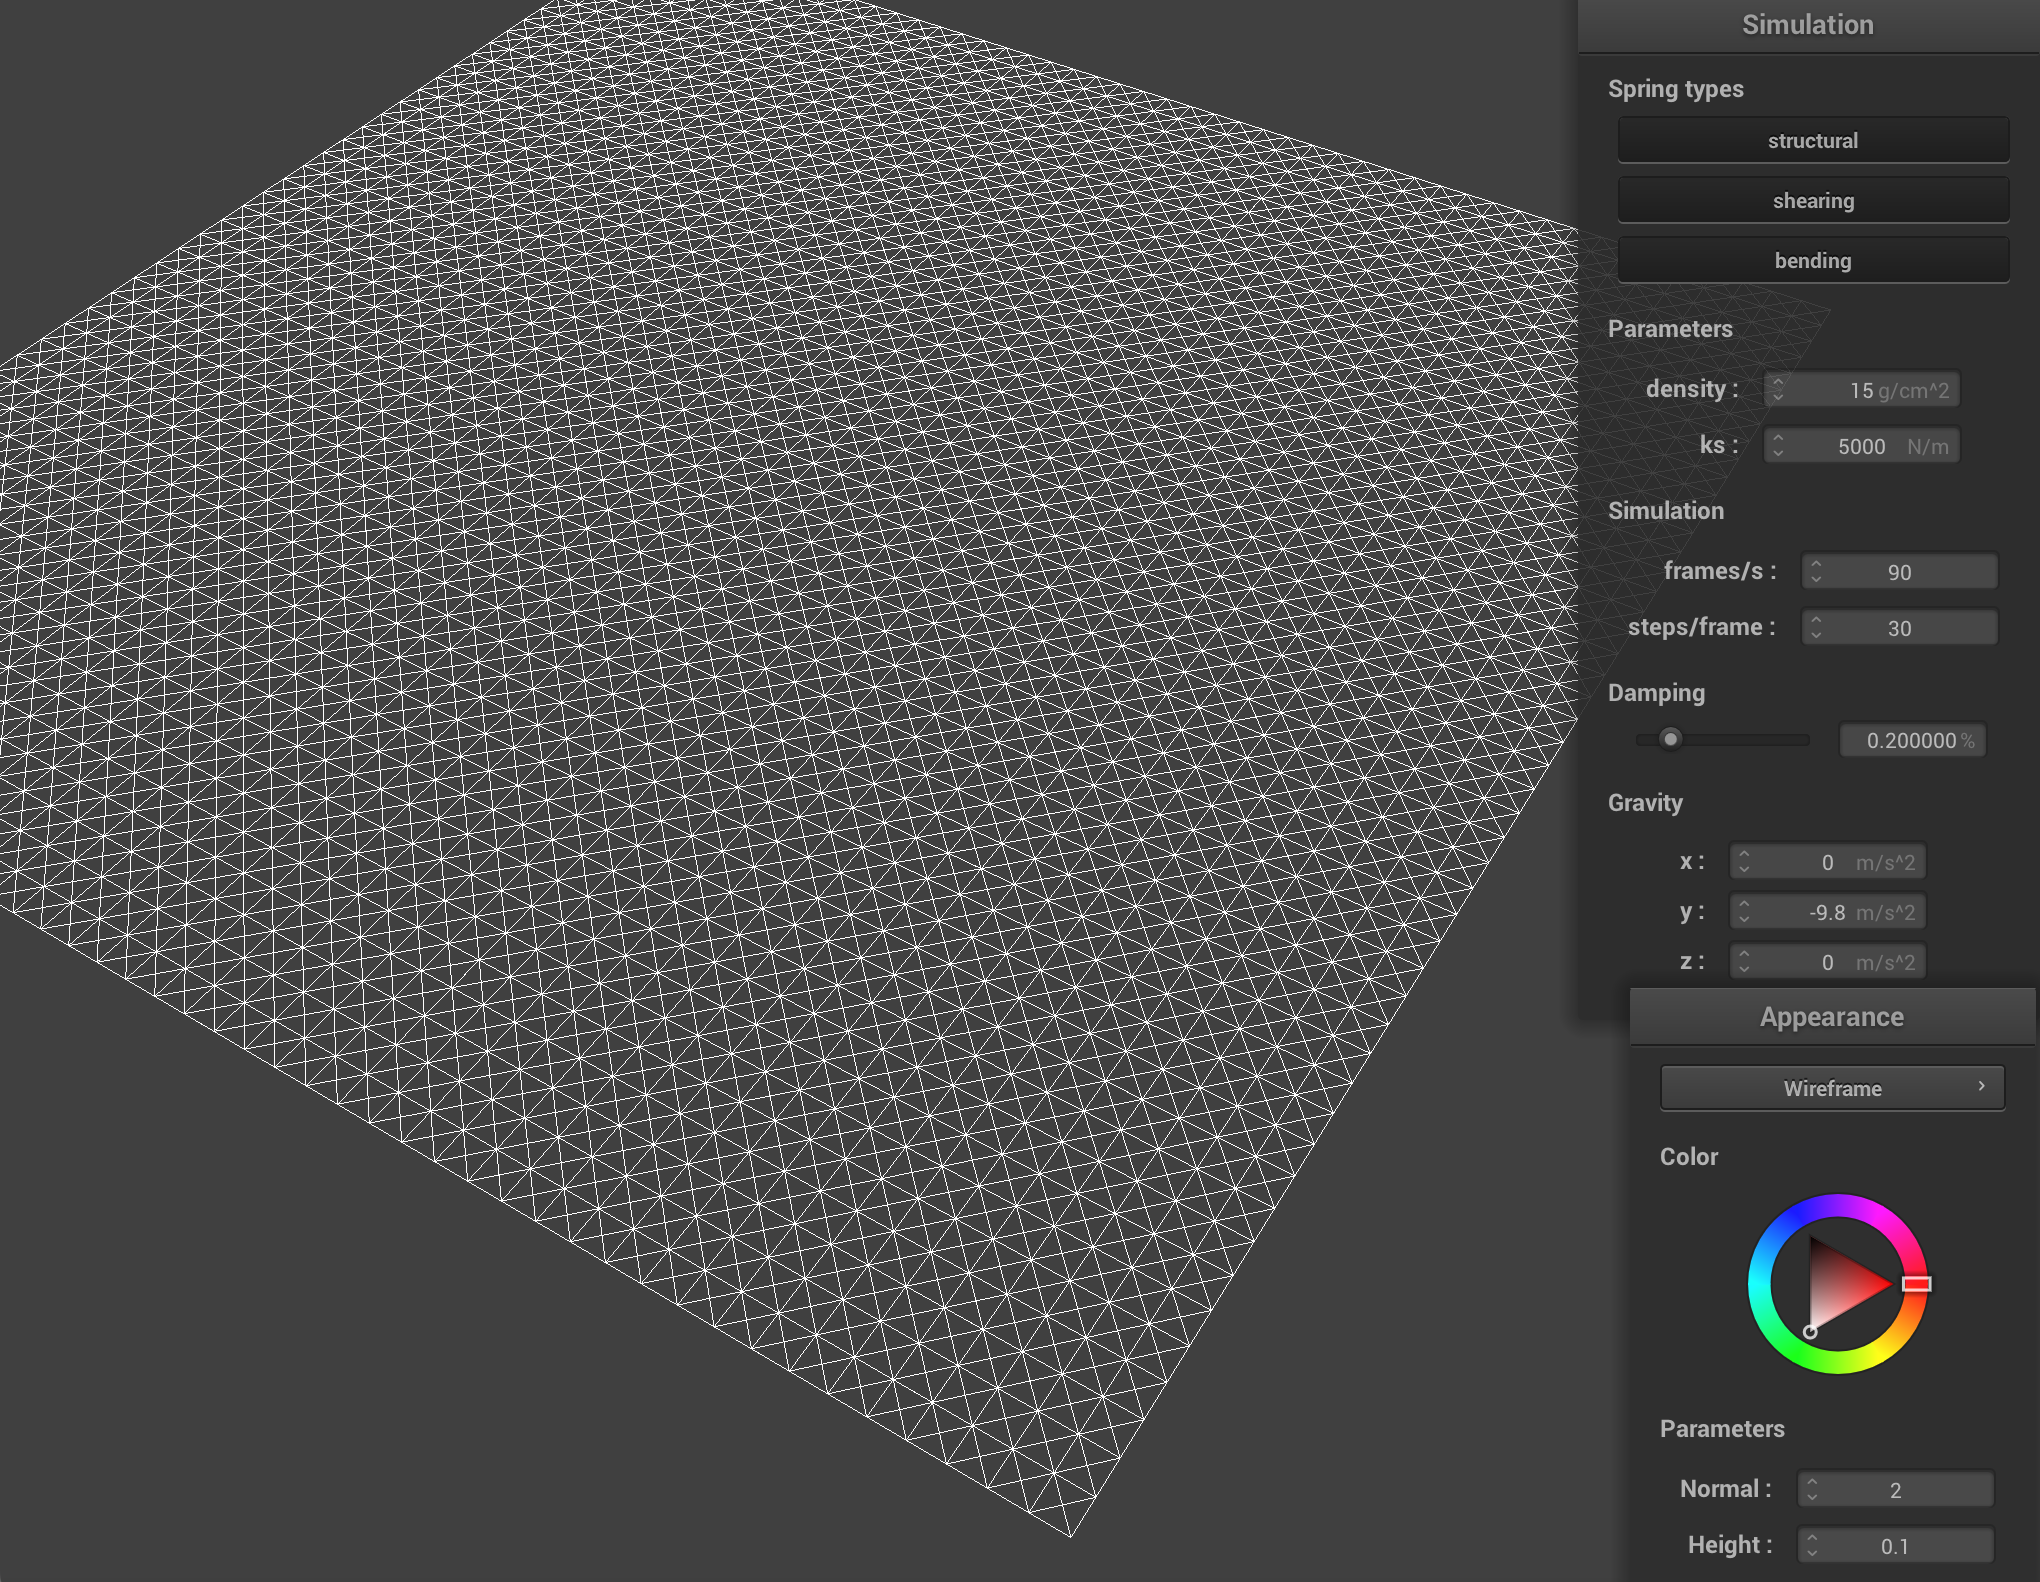 Simulation
Spring types
structural
shearing
bending
Parameters
density : 15 g/cm^2
ks : 5000 N/m
Simulation
frames/s : 90
steps/frame : 30
Damping
0.200000 %
Gravity
x : 0 m/s^2
y : -9.8 m/s^2
z : 0 m/s^2
Appearance
Wireframe
Color
Parameters
Normal : 2
Height : 0.1